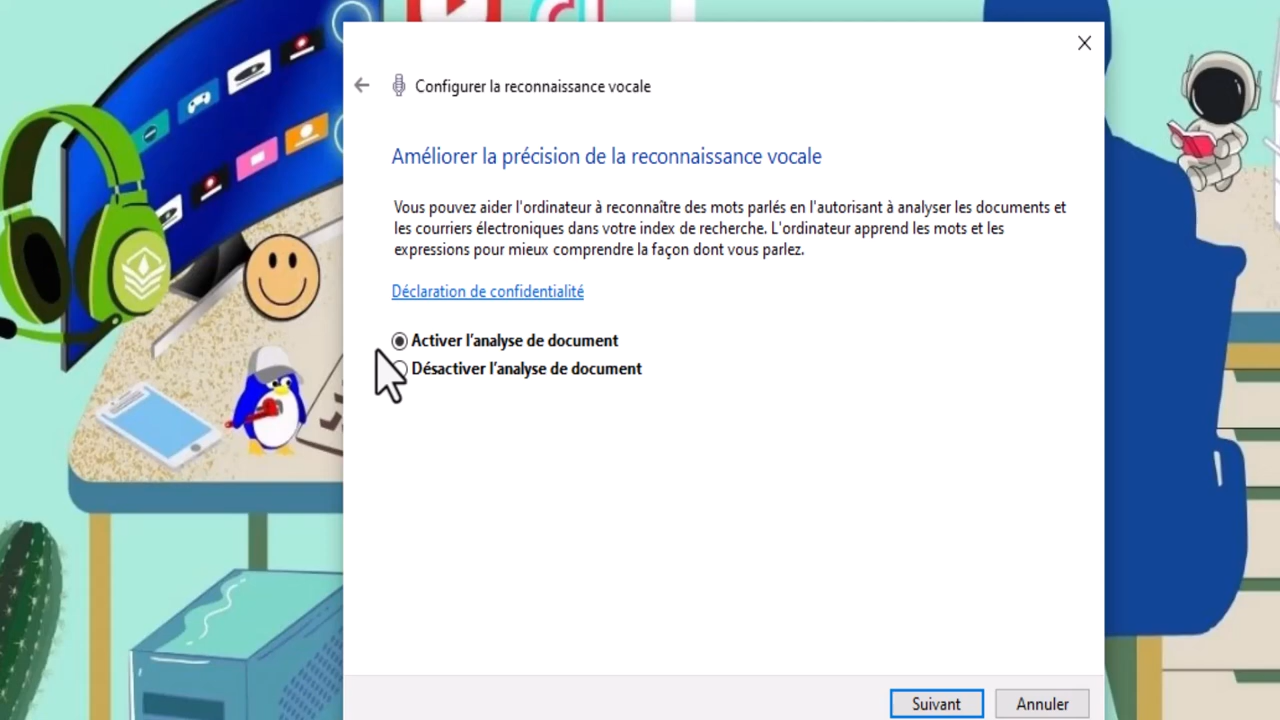 Configurer la reconnaissance vocale
Améliorer la précision de la reconnaissance vocale
Vous pouvez aider l'ordinateur à reconnaître des mots parlés en l'autorisant à analyser les documents et
les courriers électroniques dans votre index de recherche. L'ordinateur apprend les mots et les
expressions pour mieux comprendre la façon dont vous parlez.
Déclaration de confidentialité
Activer l'analyse de document
Désactiver l'analyse de document
Suivant
Annuler